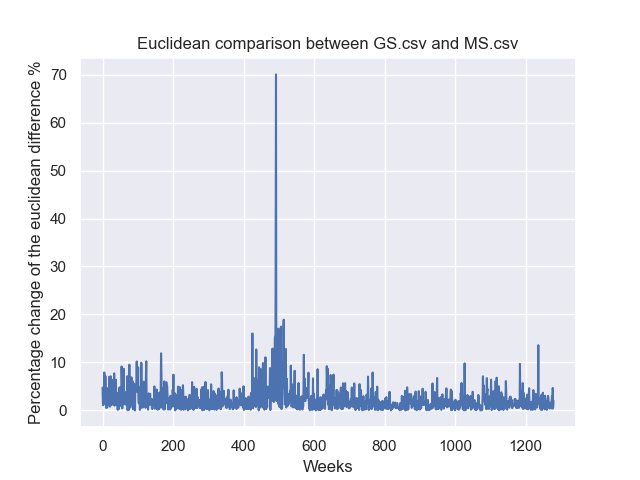 Euclidean comparison between GS.csv and MS.csv
Percentage change of the euclidean difference %
70
60
50
40
30
20
10
0
0 200 400 600 800 1000 1200
Weeks